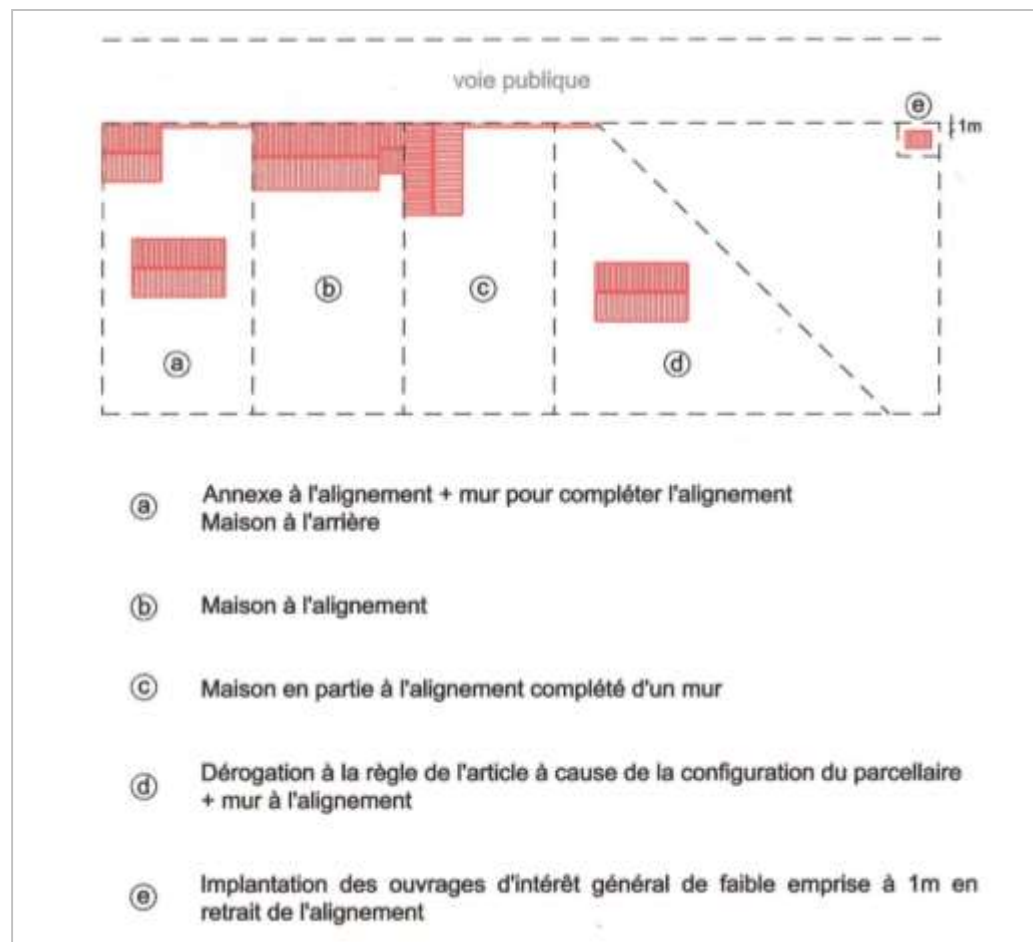 voie publique
ⓔ
1m
ⓑ
ⓒ
ⓐ
ⓓ
ⓐ Annexe à l'alignement + mur pour compléter l'alignement
Maison à l'arrière
ⓑ Maison à l'alignement
ⓒ Maison en partie à l'alignement complété d'un mur
ⓓ Dérogation à la règle de l'article à cause de la configuration du parcellaire
+ mur à l'alignement
ⓔ Implantation des ouvrages d'intérêt général de faible emprise à 1m en
retrait de l'alignement